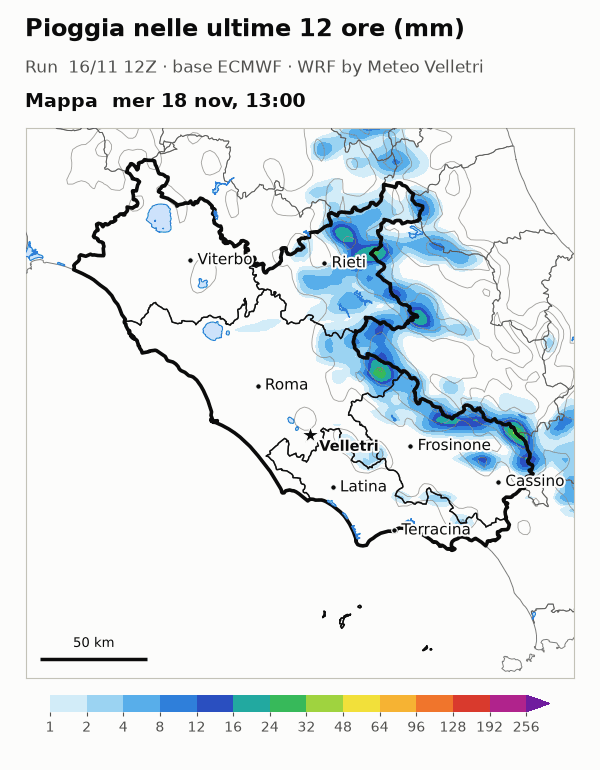 Pioggia nelle ultime 12 ore (mm)
Run 16/11 12Z · base ECMWF · WRF by Meteo Velletri
Mappa mer 18 nov, 13:00
Viterbo
Rieti
Roma
Velletri
Frosinone
Latina
Cassino
Terracina
50 km
1 2 4 8 12 16 24 32 48 64 96 128 192 256